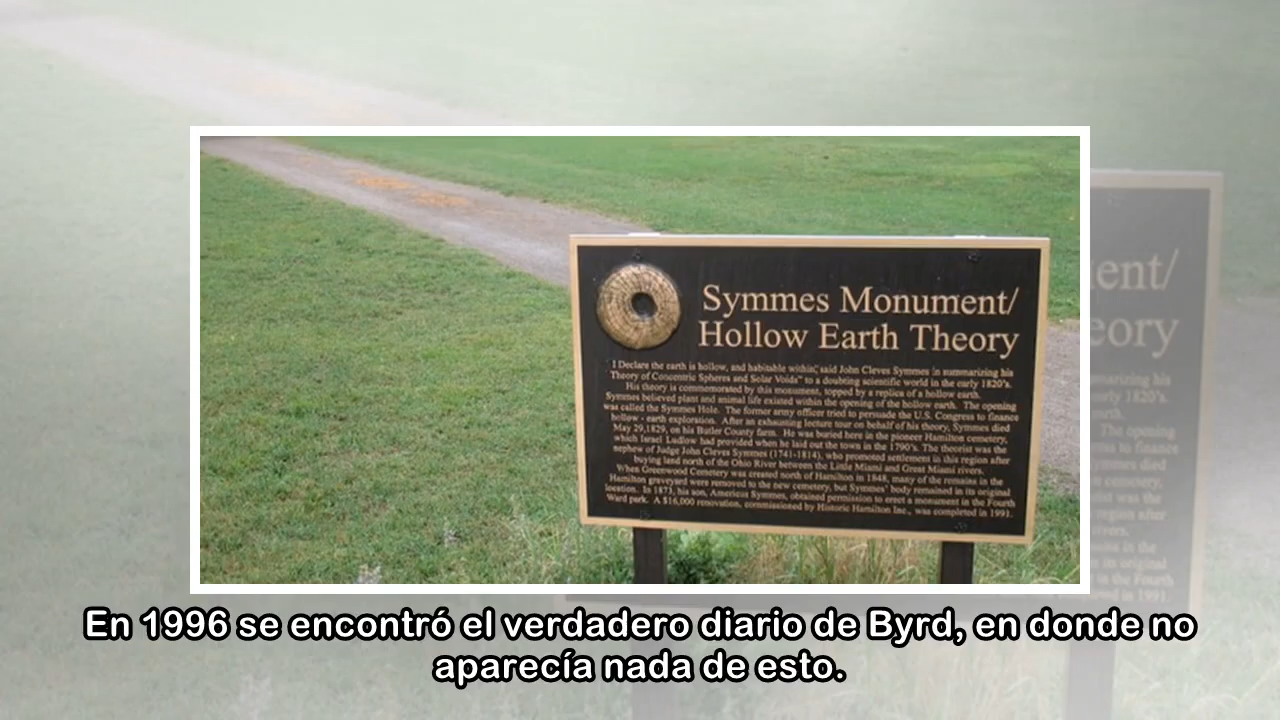 Symmes Monument/
Hollow Earth Theory
I Declare the earth is hollow, and habitable within, said John Cleves Symmes in summarizing his
Theory of Concentric Spheres and Solar Voids" to a doubting scientific world in the early 1820's.
His theory is commemorated by this monument, topped by a replica of a hollow earth.
Symmes believed plant and animal life existed within the opening of the hollow earth. The opening
was called the Symmes Hole. The former army officer tried to persuade the U.S. Congress to finance
hollow - earth exploration. After an exhausting lecture tour on behalf of his theory, Symmes died
May 29,1829, on his Butler County farm. He was buried here in the pioneer Hamilton cemetery,
which Israel Ludlow had provided when he laid out the town in the 1790's. The theorist was the
nephew of Judge John Cleves Symmes (1741-1814), who promoted settlement in this region after
buying land north of the Ohio River between the Little Miami and Great Miami rivers.
When Greenwood Cemetery was created north of Hamilton in 1848, many of the remains in the
Hamilton graveyard were removed to the new cemetery, but Symmes' body remained in its original
location. In 1873, his son, Americus Symmes, obtained permission to erect a monument in the Fourth
Ward park. A $16,000 renovation, commissioned by Historic Hamilton Inc., was completed in 1991.
En 1996 se encontró el verdadero diario de Byrd, en donde no
aparecía nada de esto.